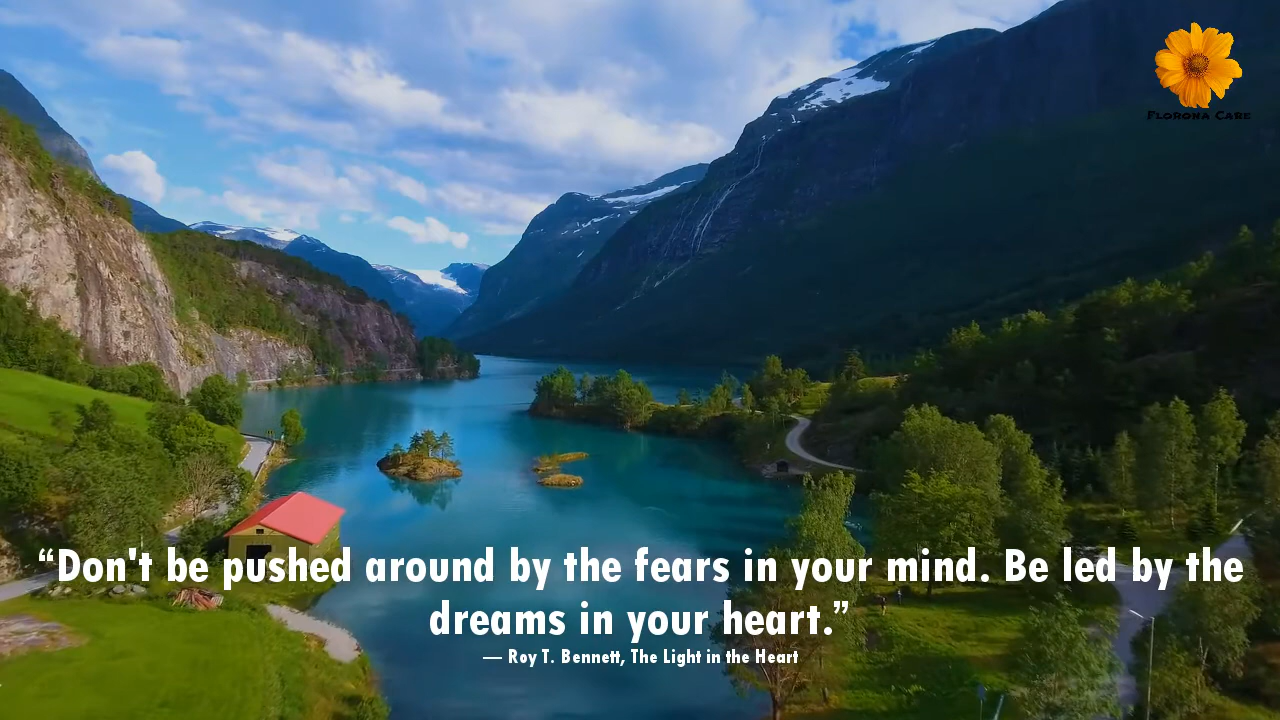 Florona Care
“Don't be pushed around by the fears in your mind. Be led by the
dreams in your heart.”
— Roy T. Bennett, The Light in the Heart